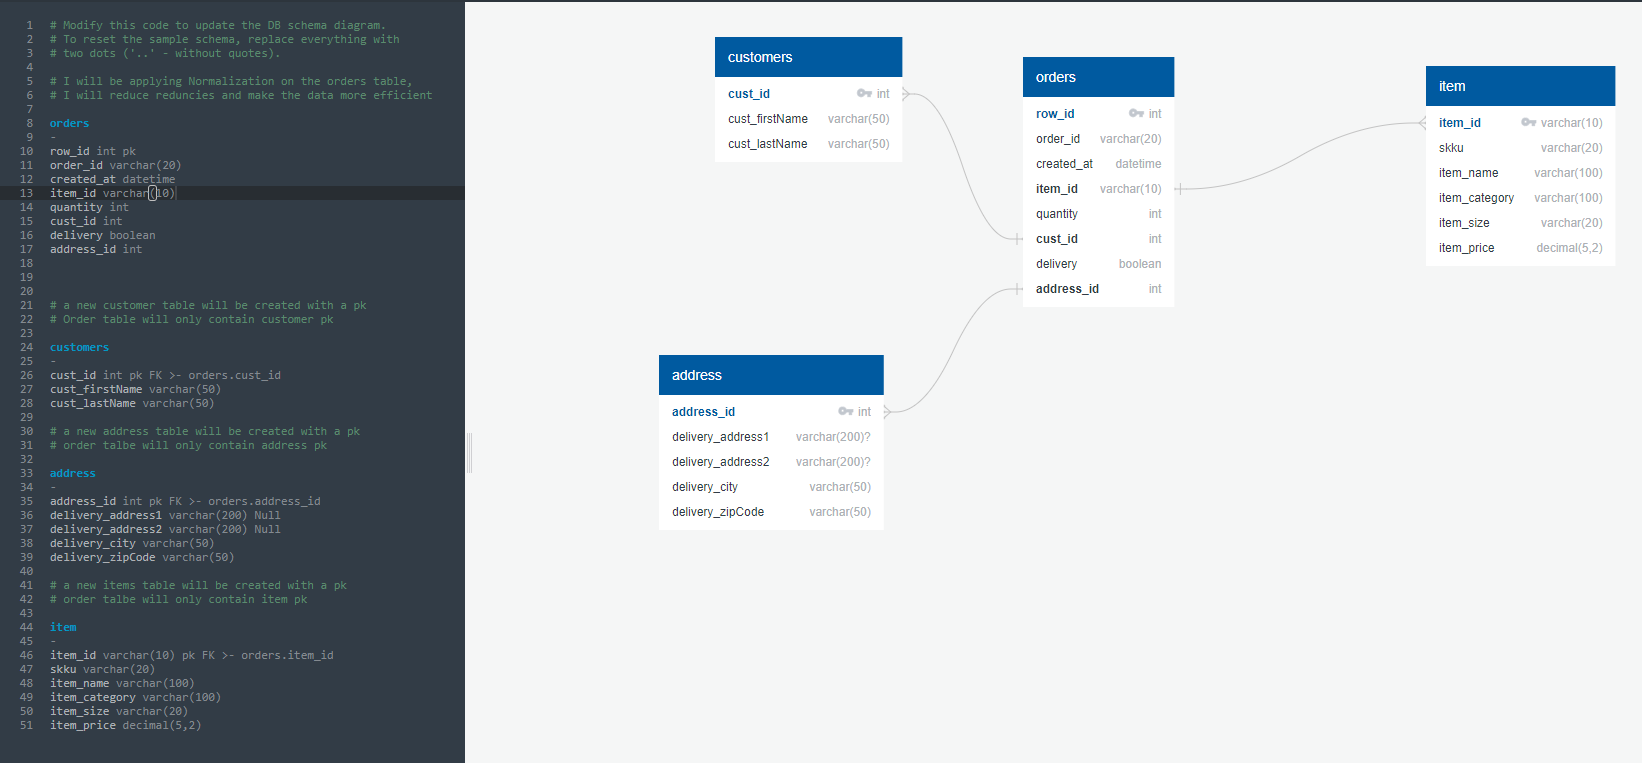 1 # Modify this code to update the DB schema diagram.
2 # To reset the sample schema, replace everything with
3 # two dots ('..' - without quotes).
4
5 # I will be applying Normalization on the orders table,
6 # I will reduce reduncies and make the data more efficient
7
8 orders
9 -
10 row_id int pk
11 order_id varchar(20)
12 created_at datetime
13 item_id varchar(10)
14 quantity int
15 cust_id int
16 delivery boolean
17 address_id int
18
19
20
21 # a new customer table will be created with a pk
22 # Order table will only contain customer pk
23
24 customers
25 -
26 cust_id int pk FK >- orders.cust_id
27 cust_firstName varchar(50)
28 cust_lastName varchar(50)
29
30 # a new address table will be created with a pk
31 # order talbe will only contain address pk
32
33 address
34 -
35 address_id int pk FK >- orders.address_id
36 delivery_address1 varchar(200) Null
37 delivery_address2 varchar(200) Null
38 delivery_city varchar(50)
39 delivery_zipCode varchar(50)
40
41 # a new items table will be created with a pk
42 # order talbe will only contain item pk
43
44 item
45 -
46 item_id varchar(10) pk FK >- orders.item_id
47 skku varchar(20)
48 item_name varchar(100)
49 item_category varchar(100)
50 item_size varchar(20)
51 item_price decimal(5,2)
customers
cust_id int
cust_firstName varchar(50)
cust_lastName varchar(50)
orders
row_id int
order_id varchar(20)
created_at datetime
item_id varchar(10)
quantity int
cust_id int
delivery boolean
address_id int
item
item_id varchar(10)
skku varchar(20)
item_name varchar(100)
item_category varchar(100)
item_size varchar(20)
item_price decimal(5,2)
address
address_id int
delivery_address1 varchar(200)?
delivery_address2 varchar(200)?
delivery_city varchar(50)
delivery_zipCode varchar(50)